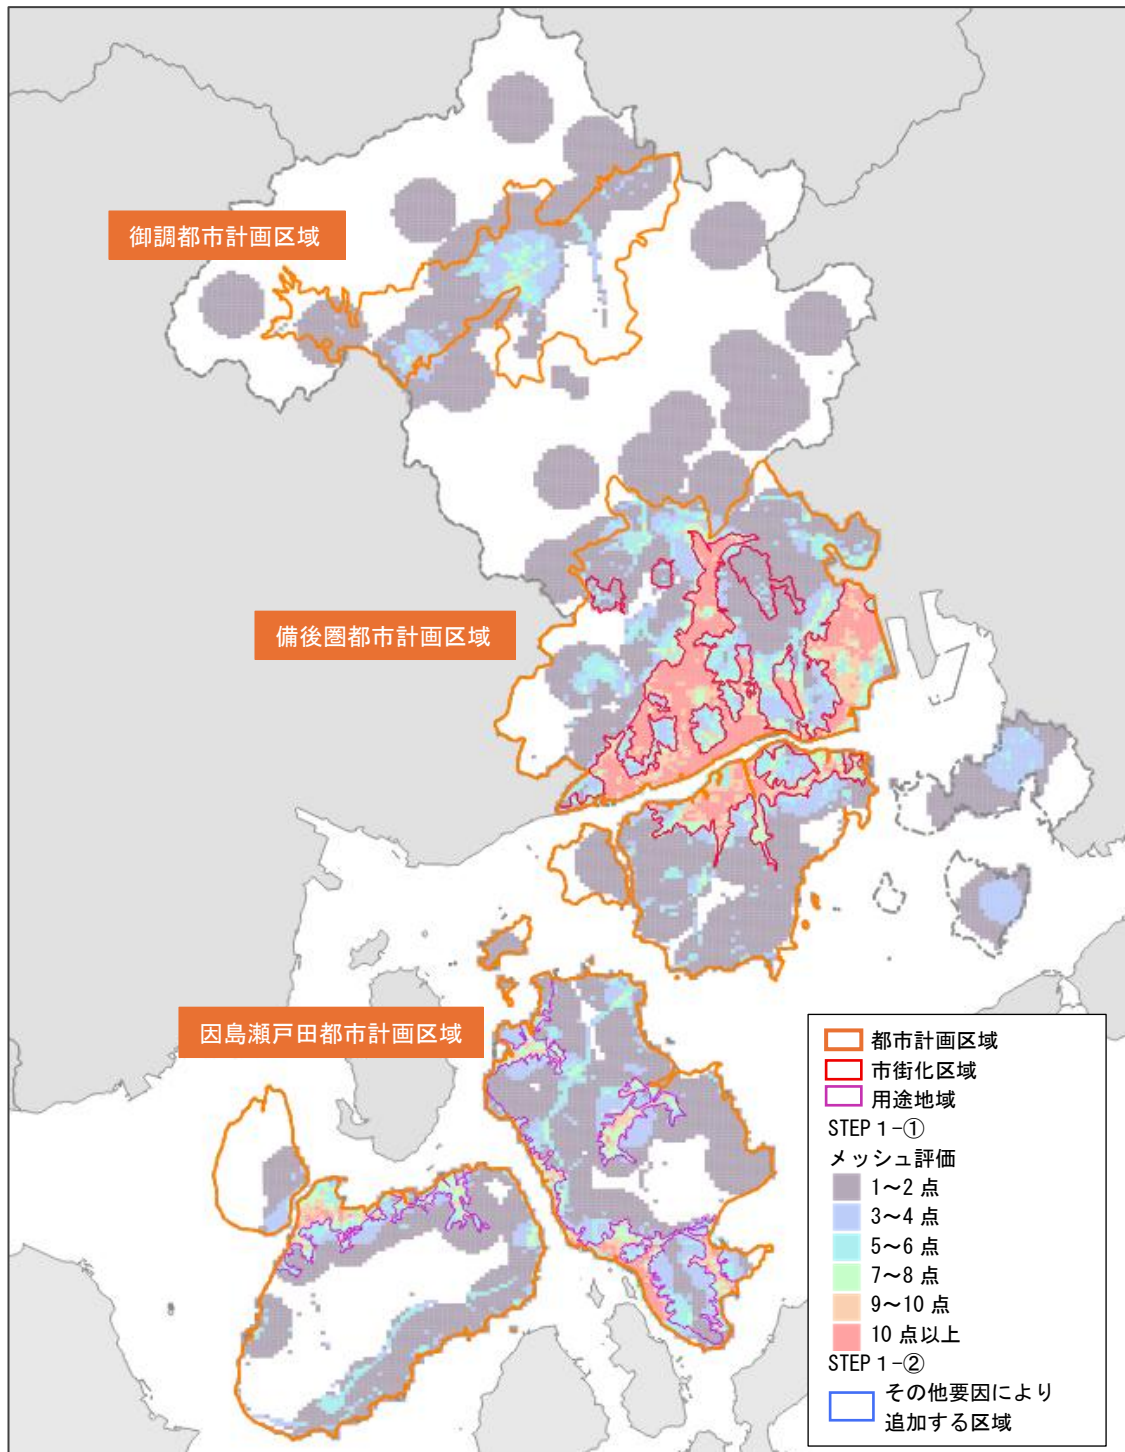 御調都市計画区域
備後圏都市計画区域
因島瀬戸田都市計画区域
都市計画区域
市街化区域
用途地域
STEP 1-①
メッシュ評価
1～2 点
3～4 点
5～6 点
7～8 点
9～10 点
10 点以上
STEP 1-②
その他要因により
追加する区域